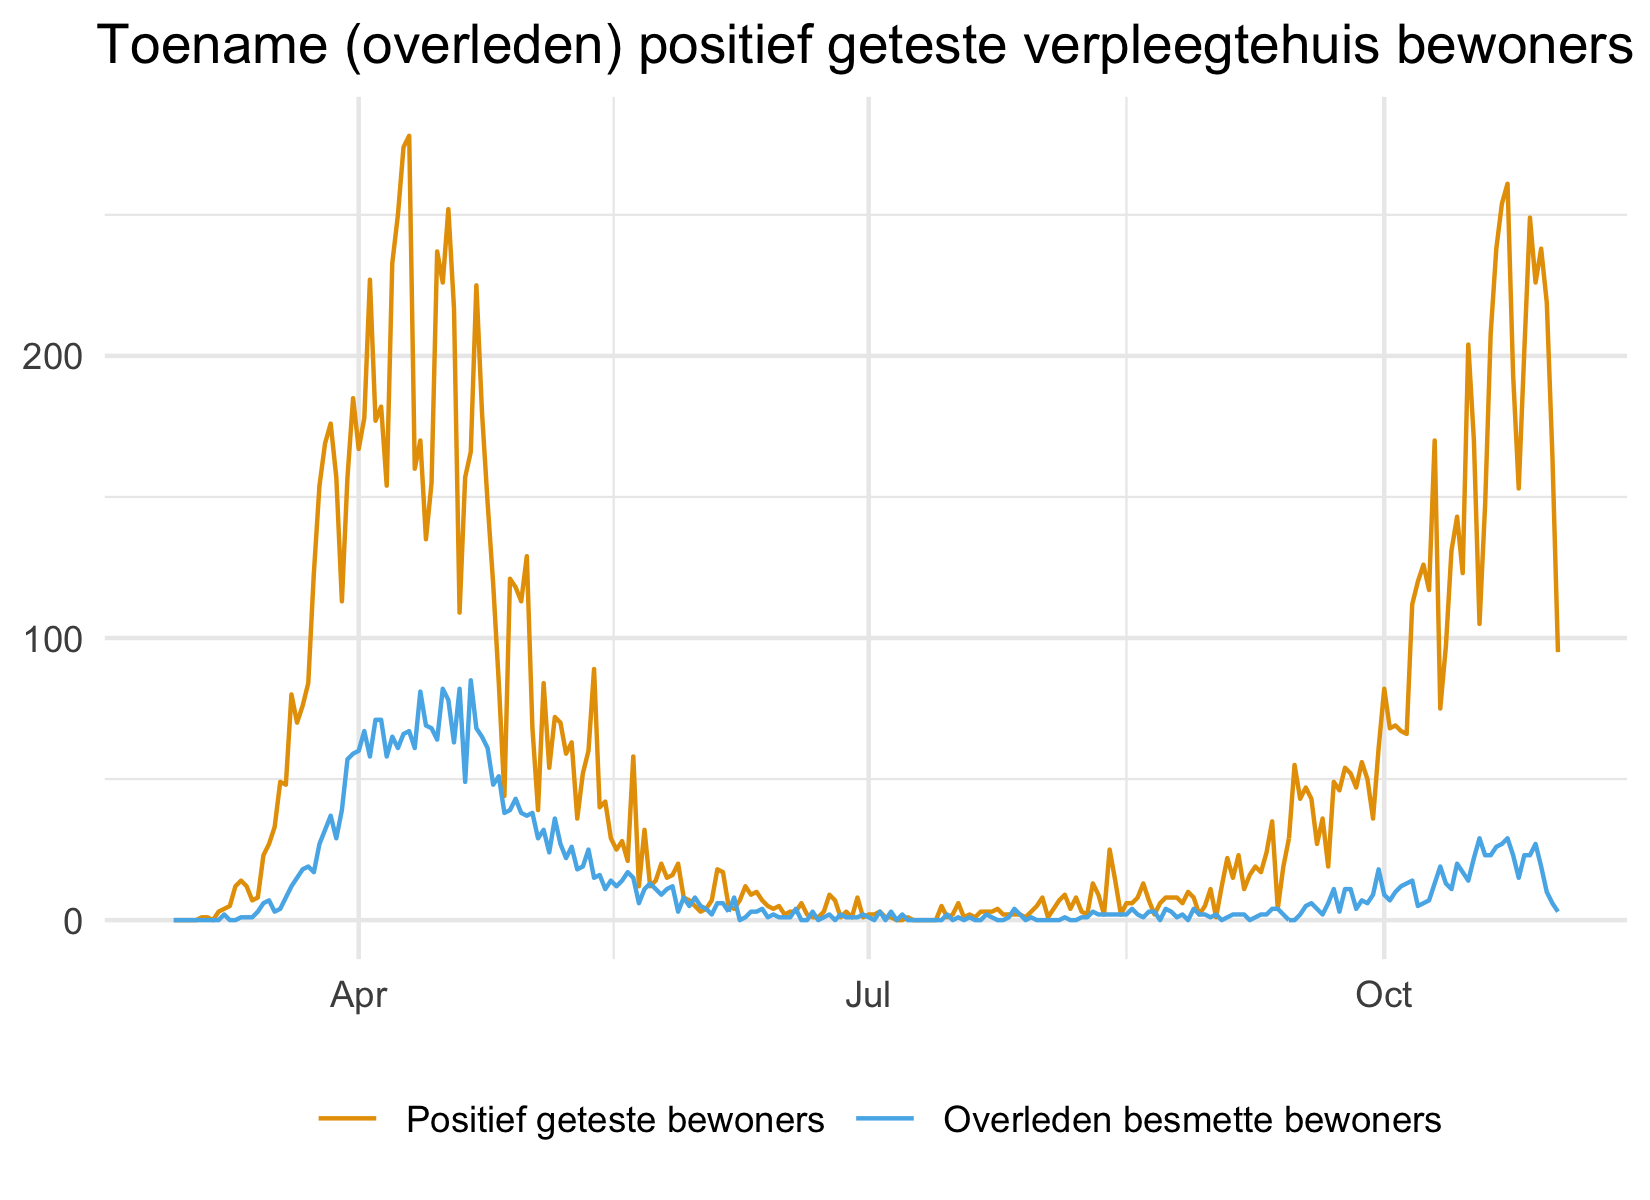 Toename (overleden) positief geteste verpleegtehuis bewoners
200
100
0
Apr Jul Oct
Positief geteste bewoners Overleden besmette bewoners